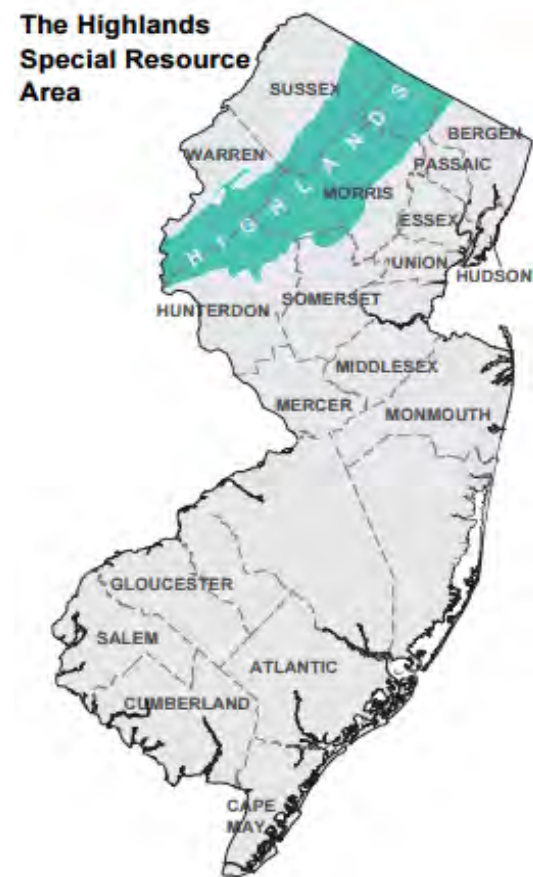 The Highlands
Special Resource
Area
SUSSEX
BERGEN
WARREN
PASSAIC
HIGHLANDS
MORRIS
ESSEX
UNION
HUDSON
SOMERSET
HUNTERDON
MIDDLESEX
MERCER
MONMOUTH
GLOUCESTER
SALEM
ATLANTIC
CUMBERLAND
CAPE
MAY